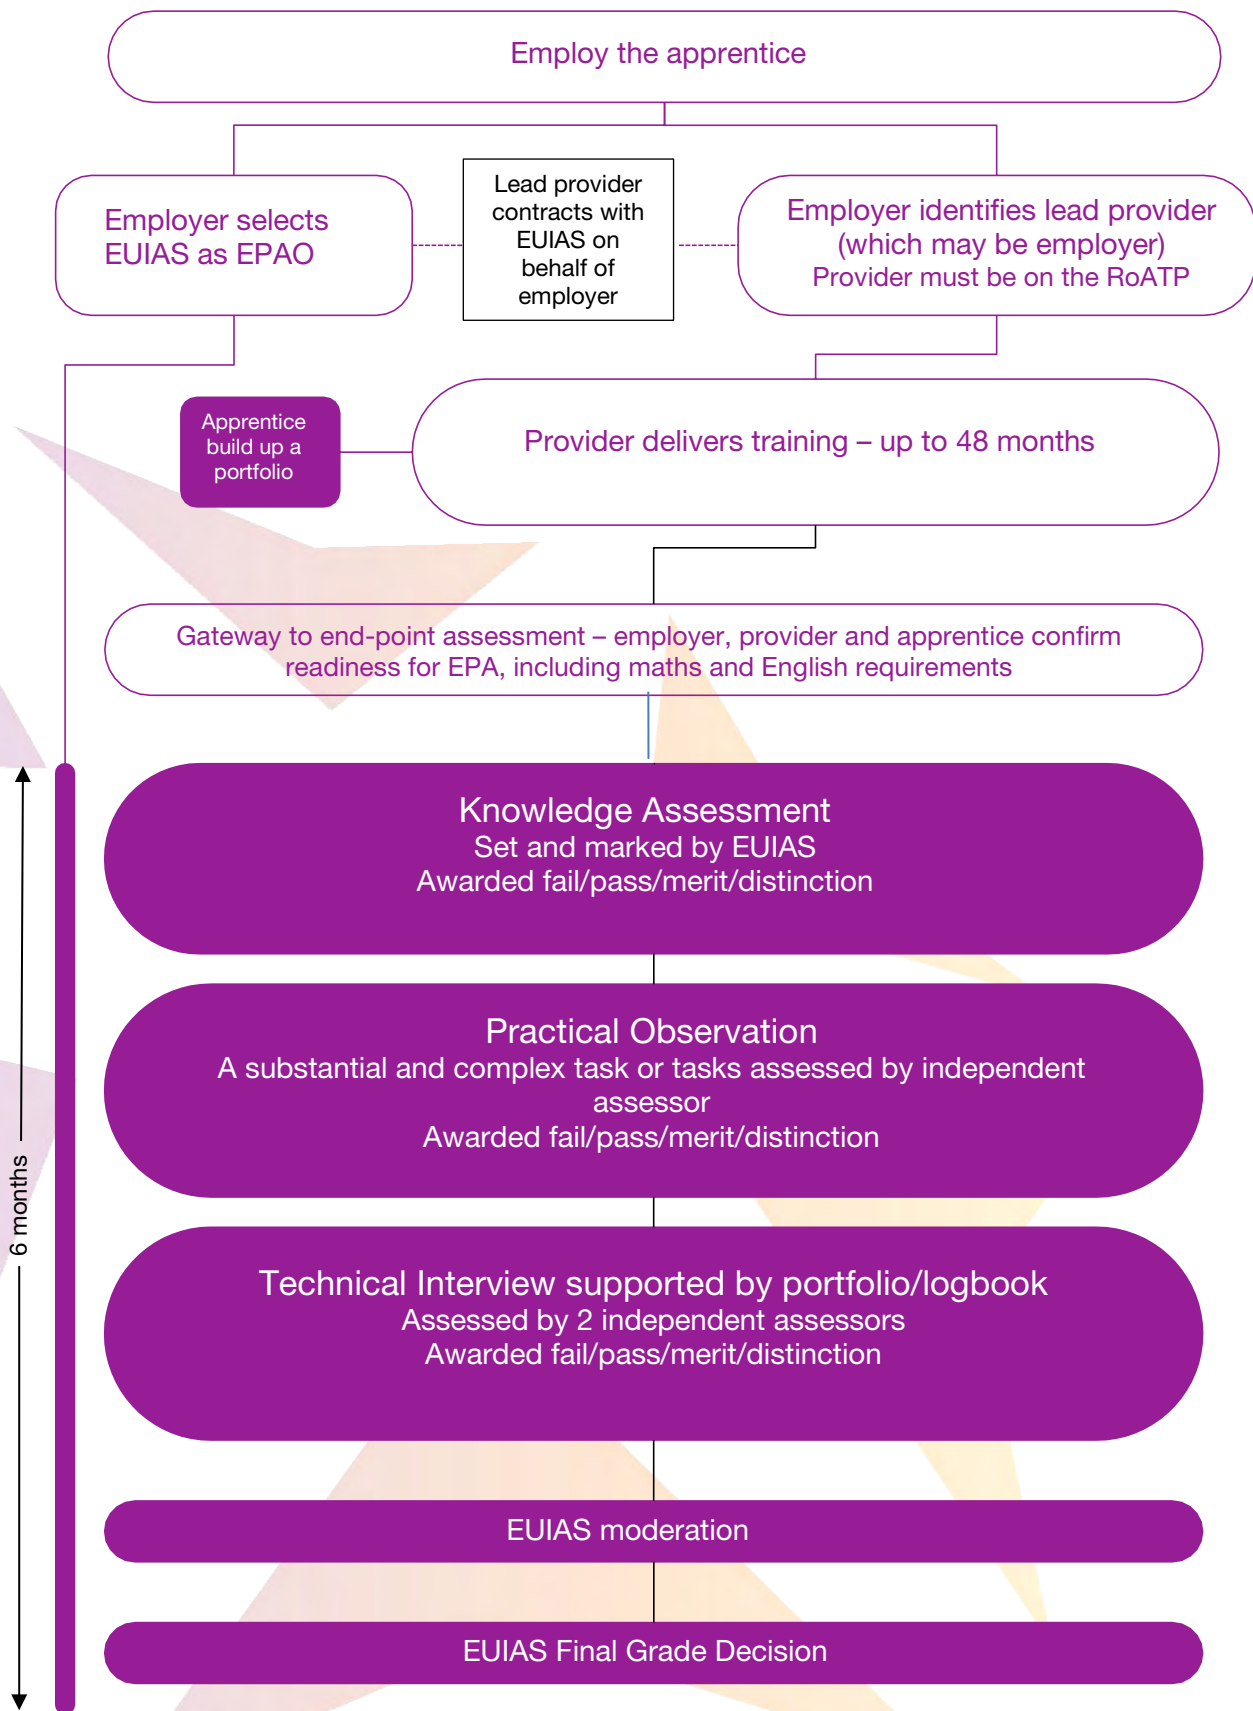 Employ the apprentice
Employer selects
EUIAS as EPAO
Lead provider
contracts with
EUIAS on
behalf of
employer
Employer identifies lead provider
(which may be employer)
Provider must be on the RoATP
Apprentice
build up a
portfolio
Provider delivers training – up to 48 months
Gateway to end-point assessment – employer, provider and apprentice confirm
readiness for EPA, including maths and English requirements
Knowledge Assessment
Set and marked by EUIAS
Awarded fail/pass/merit/distinction
Practical Observation
A substantial and complex task or tasks assessed by independent
assessor
Awarded fail/pass/merit/distinction
6 months
Technical Interview supported by portfolio/logbook
Assessed by 2 independent assessors
Awarded fail/pass/merit/distinction
EUIAS moderation
EUIAS Final Grade Decision